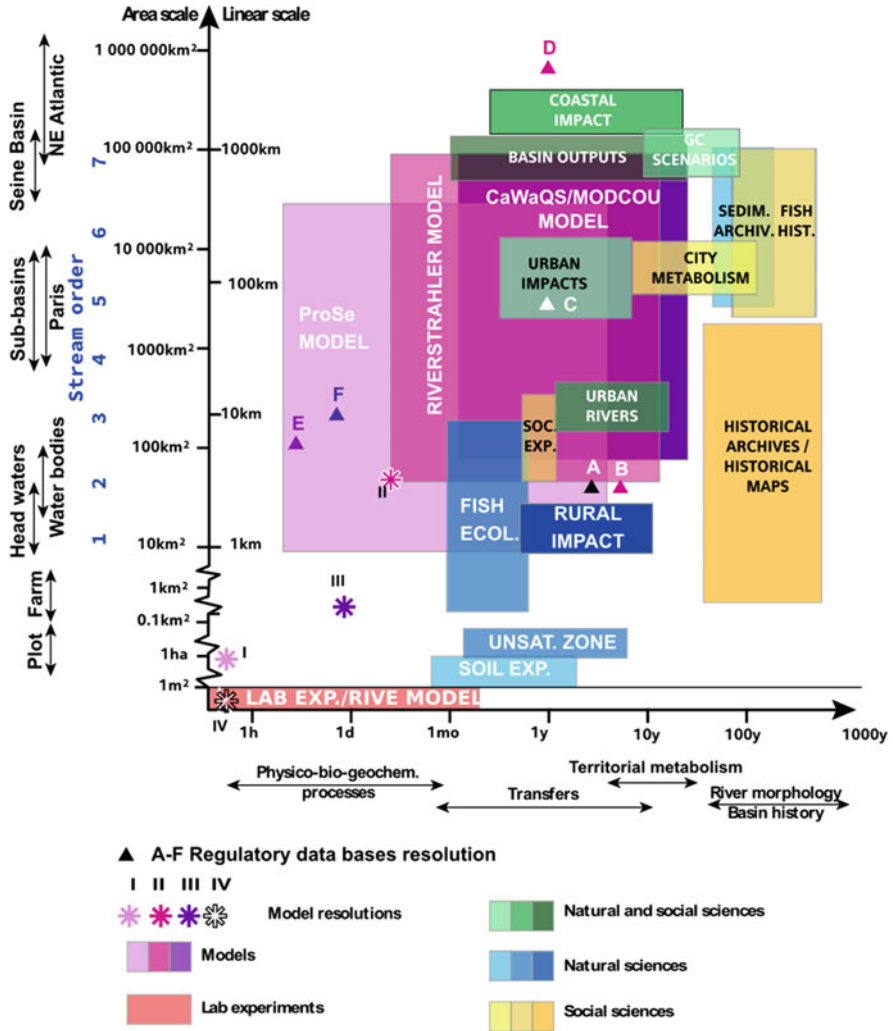 Area scale
Linear scale
1 000 000km²
100 000km²
1000km
10 000km²
100km
1000km²
10km
100km²
10km²
1km
1km²
0.1km²
1ha
1m²
NE Atlantic
Seine Basin
Paris
Sub-basins
Water bodies
Head waters
Farm
Plot
Stream order
7
6
5
4
3
2
1
D
COASTAL
IMPACT
BASIN OUTPUTS
GC
SCENARIOS
CaWaQS/MODCOU
MODEL
RIVERSTRAHLER MODEL
SEDIM.
ARCHIV.
FISH
HIST.
URBAN
IMPACTS
C
CITY
METABOLISM
ProSe
MODEL
E
F
URBAN
RIVERS
SOC.
EXP.
A
B
HISTORICAL
ARCHIVES /
HISTORICAL
MAPS
II
FISH
ECOL.
RURAL
IMPACT
III
I
UNSAT. ZONE
SOIL EXP.
LAB EXP./RIVE MODEL
IV
1h
1d
1mo
1y
10y
100y
1000y
Physico-bio-geochem.
processes
Transfers
Territorial metabolism
River morphology
Basin history
A-F Regulatory data bases resolution
I II III IV
Model resolutions
Models
Lab experiments
Natural and social sciences
Natural sciences
Social sciences